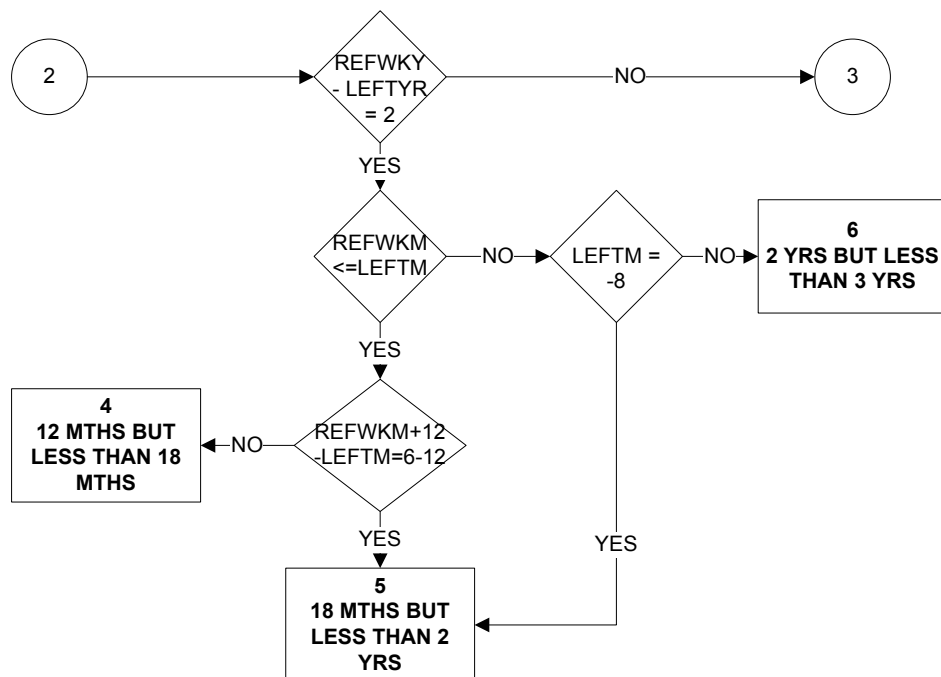 2
REFWKY
- LEFTYR
= 2
NO
3
YES
REFWKM
<=LEFTM
NO
LEFTM =
-8
NO
6
2 YRS BUT LESS
THAN 3 YRS
YES
4
12 MTHS BUT
LESS THAN 18
MTHS
NO
REFWKM+12
-LEFTM=6-12
YES
YES
5
18 MTHS BUT
LESS THAN 2
YRS